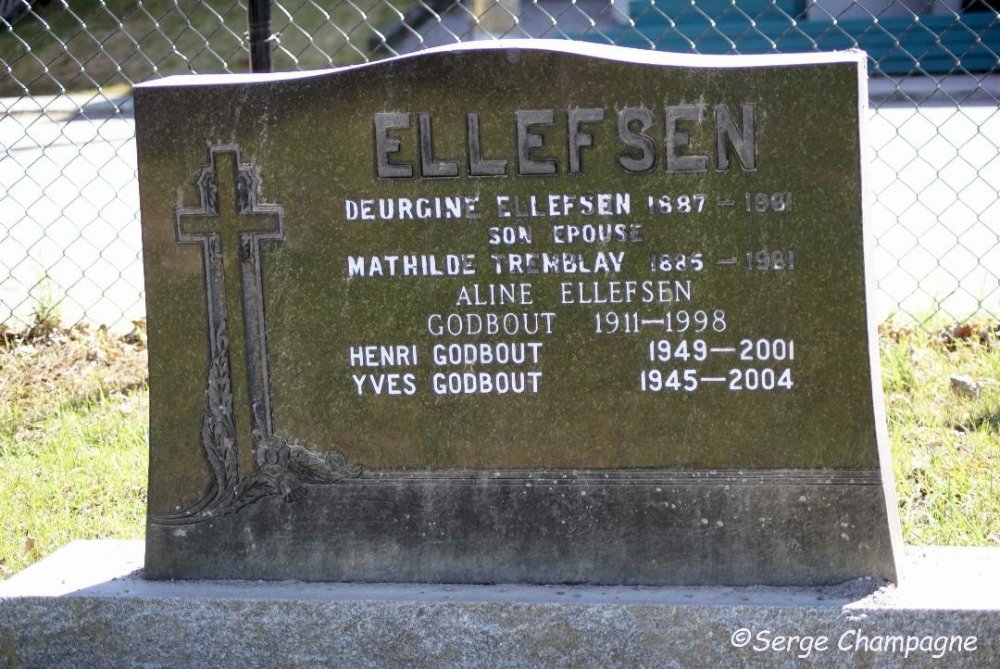 ELLEFSEN
DEURGINE ELLEFSEN 1887 - 1981
SON EPOUSE
MATHILDE TREMBLAY 1885 - 1981
ALINE ELLEFSEN
GODBOUT 1911-1998
HENRI GODBOUT 1949-2001
YVES GODBOUT 1945-2004
©Serge Champagne